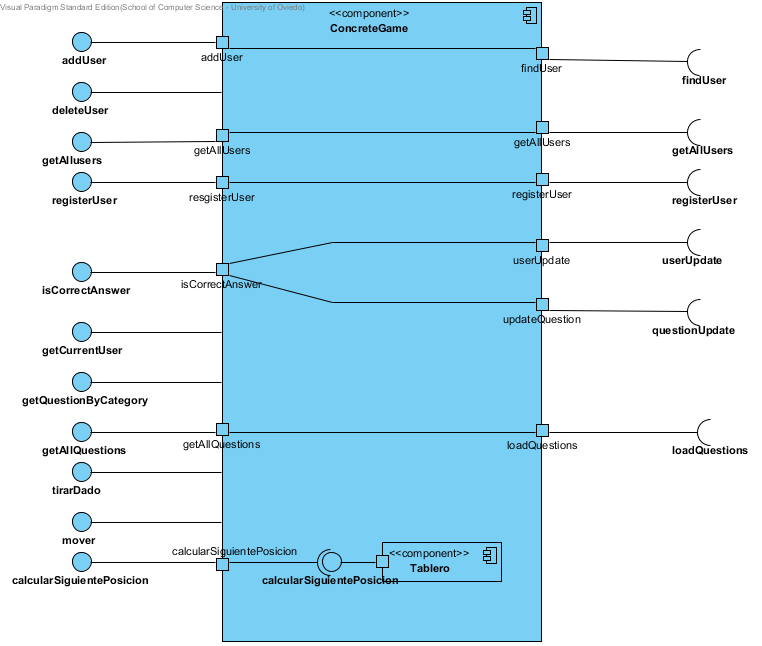 Visual Paradigm Standard Edition(School of Computer Science - University of Oviedo)
<<component>>
ConcreteGame
addUser
addUser
findUser
findUser
deleteUser
getAllusers
getAllUsers
getAllUsers
getAllUsers
registerUser
resgisterUser
registerUser
registerUser
isCorrectAnswer
isCorrectAnswer
userUpdate
userUpdate
updateQuestion
questionUpdate
getCurrentUser
getQuestionByCategory
getAllQuestions
getAllQuestions
loadQuestions
loadQuestions
tirarDado
mover
calcularSiguientePosicion
calcularSiguientePosicion
calcularSiguientePosicion
<<component>>
Tablero